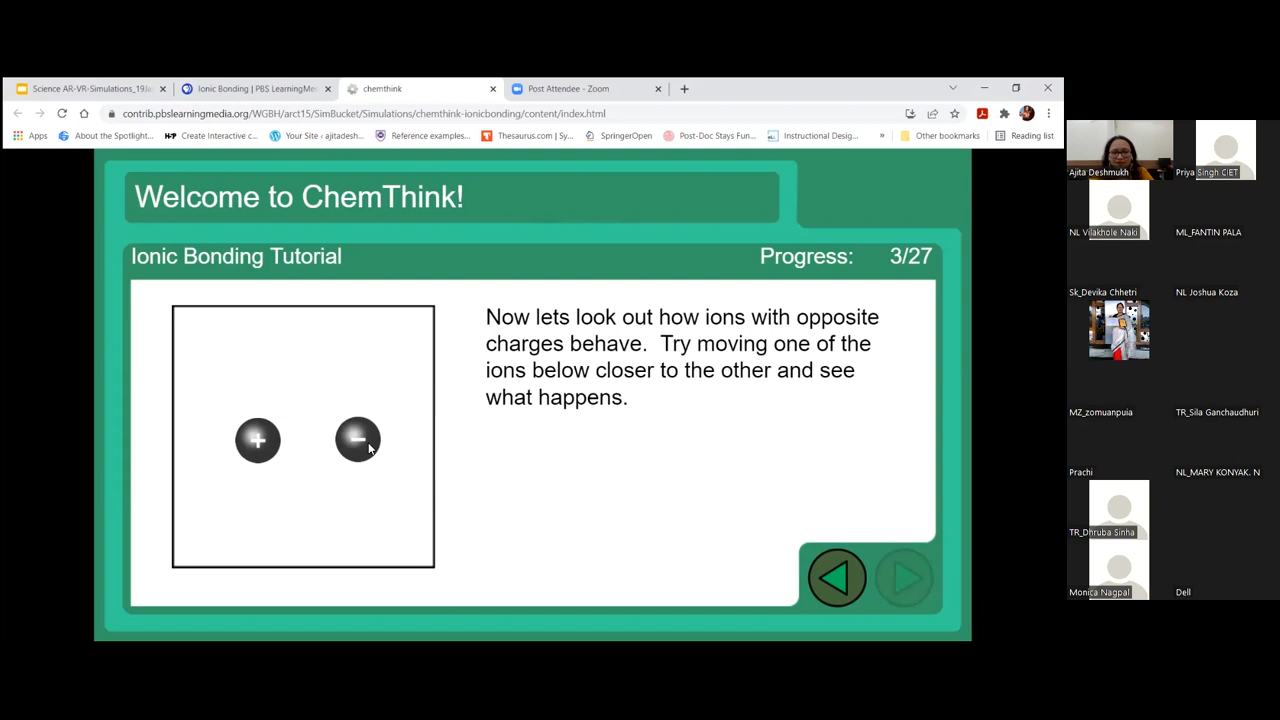 Science AR-VR-Simulations_19Ja
Ionic Bonding | PBS LearningMe
chemthink
Post Attendee - Zoom
contrib.pbslearningmedia.org/WGBH/arct15/SimBucket/Simulations/chemthink-ionicbonding/content/index.html
Apps
About the Spotlight...
Create Interactive c...
Your Site ‹ ajitadesh...
Reference examples...
Thesaurus.com | Sy...
SpringerOpen
Post-Doc Stays Fun...
Instructional Desig...
»
Other bookmarks
Reading list
Welcome to ChemThink!
Ionic Bonding Tutorial
Progress: 3/27
Now lets look out how ions with opposite
charges behave. Try moving one of the
ions below closer to the other and see
what happens.
+
−
Ajita Deshmukh
Priya Singh CIET
NL Vilakhole Naki
ML_FANTIN PALA
Sk_Devika Chhetri
NL Joshua Koza
MZ_zomuanpuia
TR_Sila Ganchaudhuri
Prachi
NL_MARY KONYAK. N
TR_Dhruba Sinha
Monica Nagpal
Dell